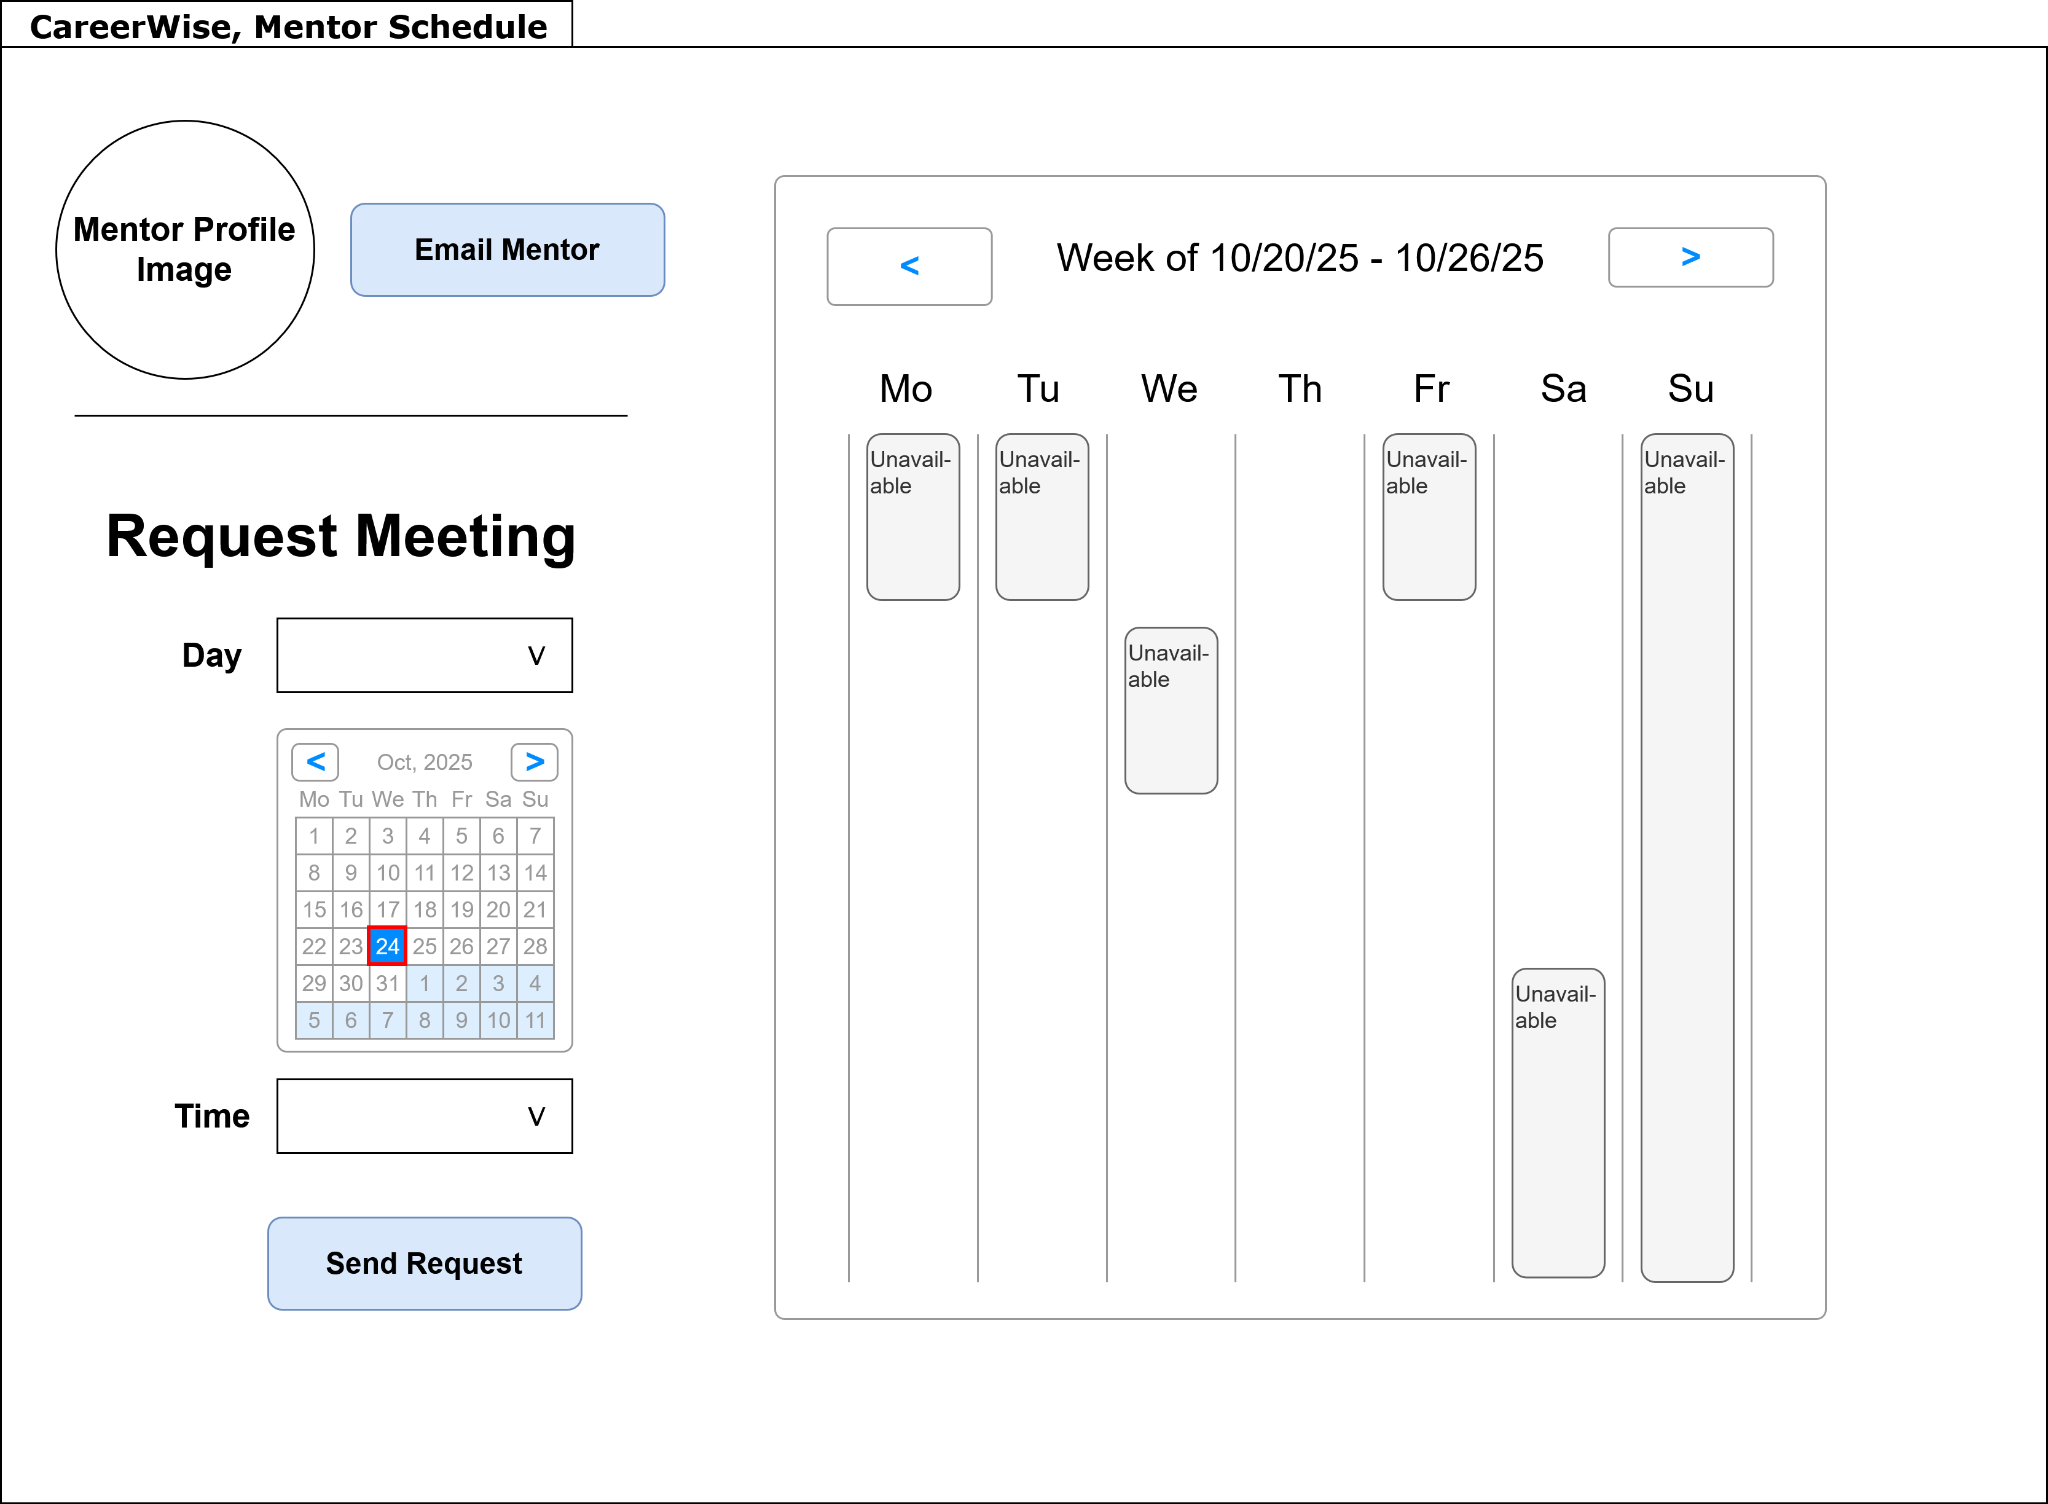 CareerWise, Mentor Schedule
Mentor Profile
Image
Email Mentor
Request Meeting
Day
V
< Oct, 2025 >
Mo Tu We Th Fr Sa Su
1 2 3 4 5 6 7
8 9 10 11 12 13 14
15 16 17 18 19 20 21
22 23 24 25 26 27 28
29 30 31 1 2 3 4
5 6 7 8 9 10 11
Time
V
Send Request
< Week of 10/20/25 - 10/26/25 >
Mo Tu We Th Fr Sa Su
Unavail-
able
Unavail-
able
Unavail-
able
Unavail-
able
Unavail-
able
Unavail-
able